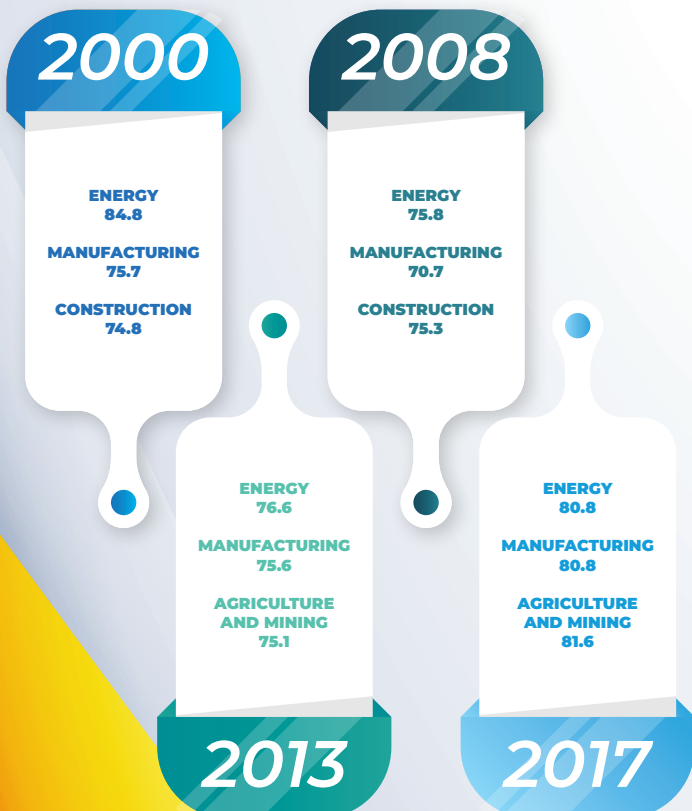 2000
ENERGY
84.8
MANUFACTURING
75.7
CONSTRUCTION
74.8
2008
ENERGY
75.8
MANUFACTURING
70.7
CONSTRUCTION
75.3
ENERGY
76.6
MANUFACTURING
75.6
AGRICULTURE
AND MINING
75.1
2013
ENERGY
80.8
MANUFACTURING
80.8
AGRICULTURE
AND MINING
81.6
2017